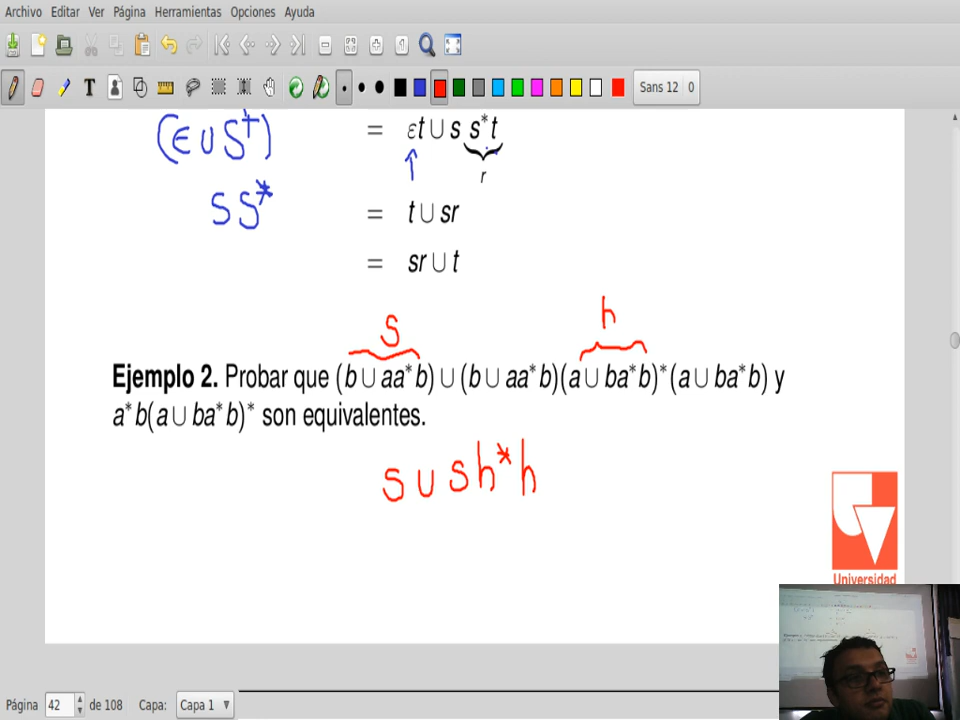 Archivo Editar Ver Página Herramientas Opciones Ayuda
T Sans 12 0
(ϵ ∪ S⁺) = εt ∪ s s*t
r
S S* = t ∪ sr
= sr ∪ t
S h
Ejemplo 2. Probar que (b ∪ aa*b) ∪ (b ∪ aa*b)(a ∪ ba*b)*(a ∪ ba*b) y
a*b(a ∪ ba*b)* son equivalentes.
S ∪ S h* h
Universidad
Página 42 de 108 Capa: Capa 1